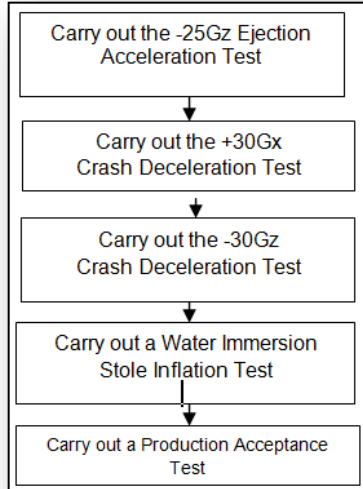 Carry out the -25Gz Ejection
Acceleration Test
Carry out the +30Gx
Crash Deceleration Test
Carry out the -30Gz
Crash Deceleration Test
Carry out a Water Immersion
Stole Inflation Test
Carry out a Production Acceptance
Test